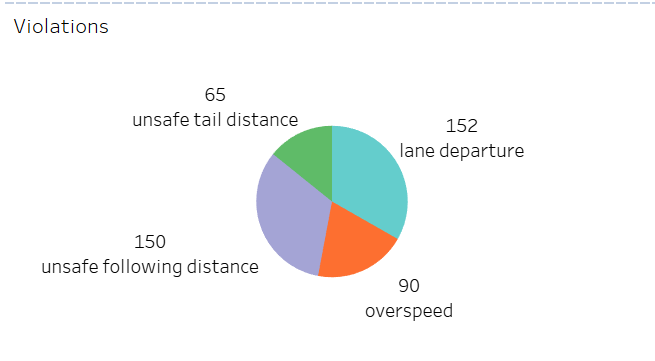 Violations
65
unsafe tail distance
152
lane departure
150
unsafe following distance
90
overspeed